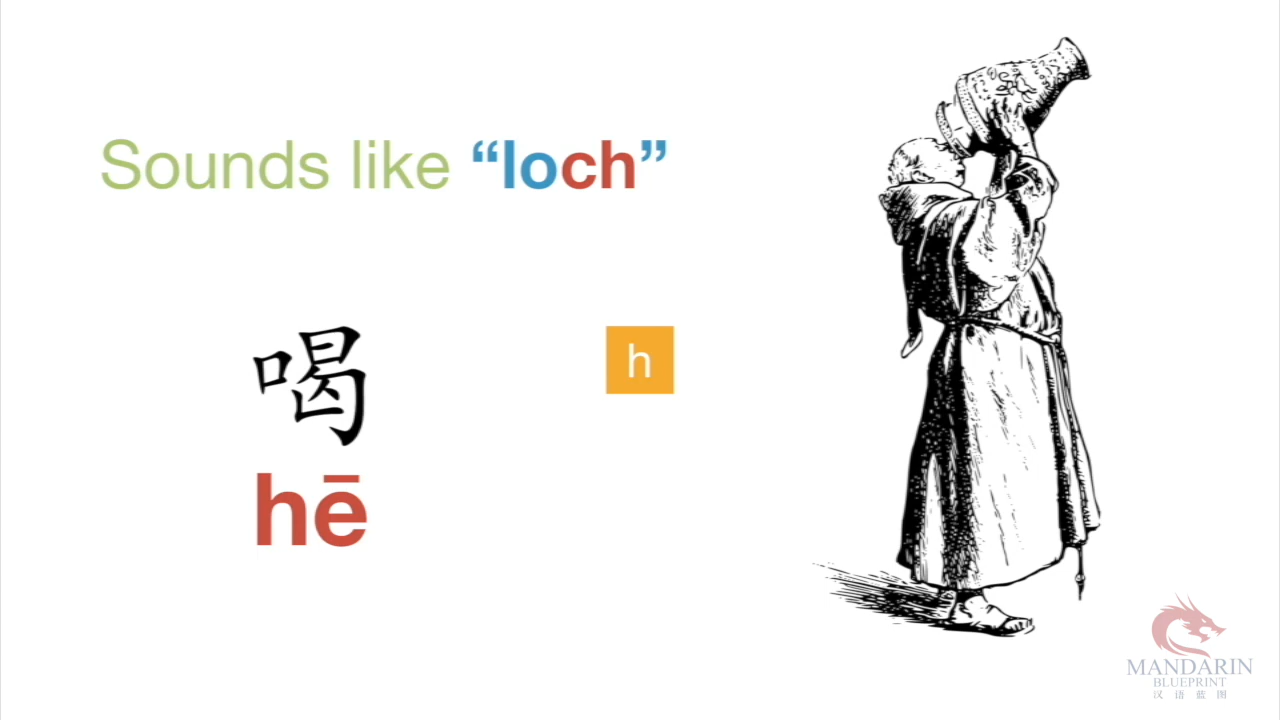 Sounds like “loch”
喝
h
hē
MANDARIN
BLUEPRINT
汉语蓝图